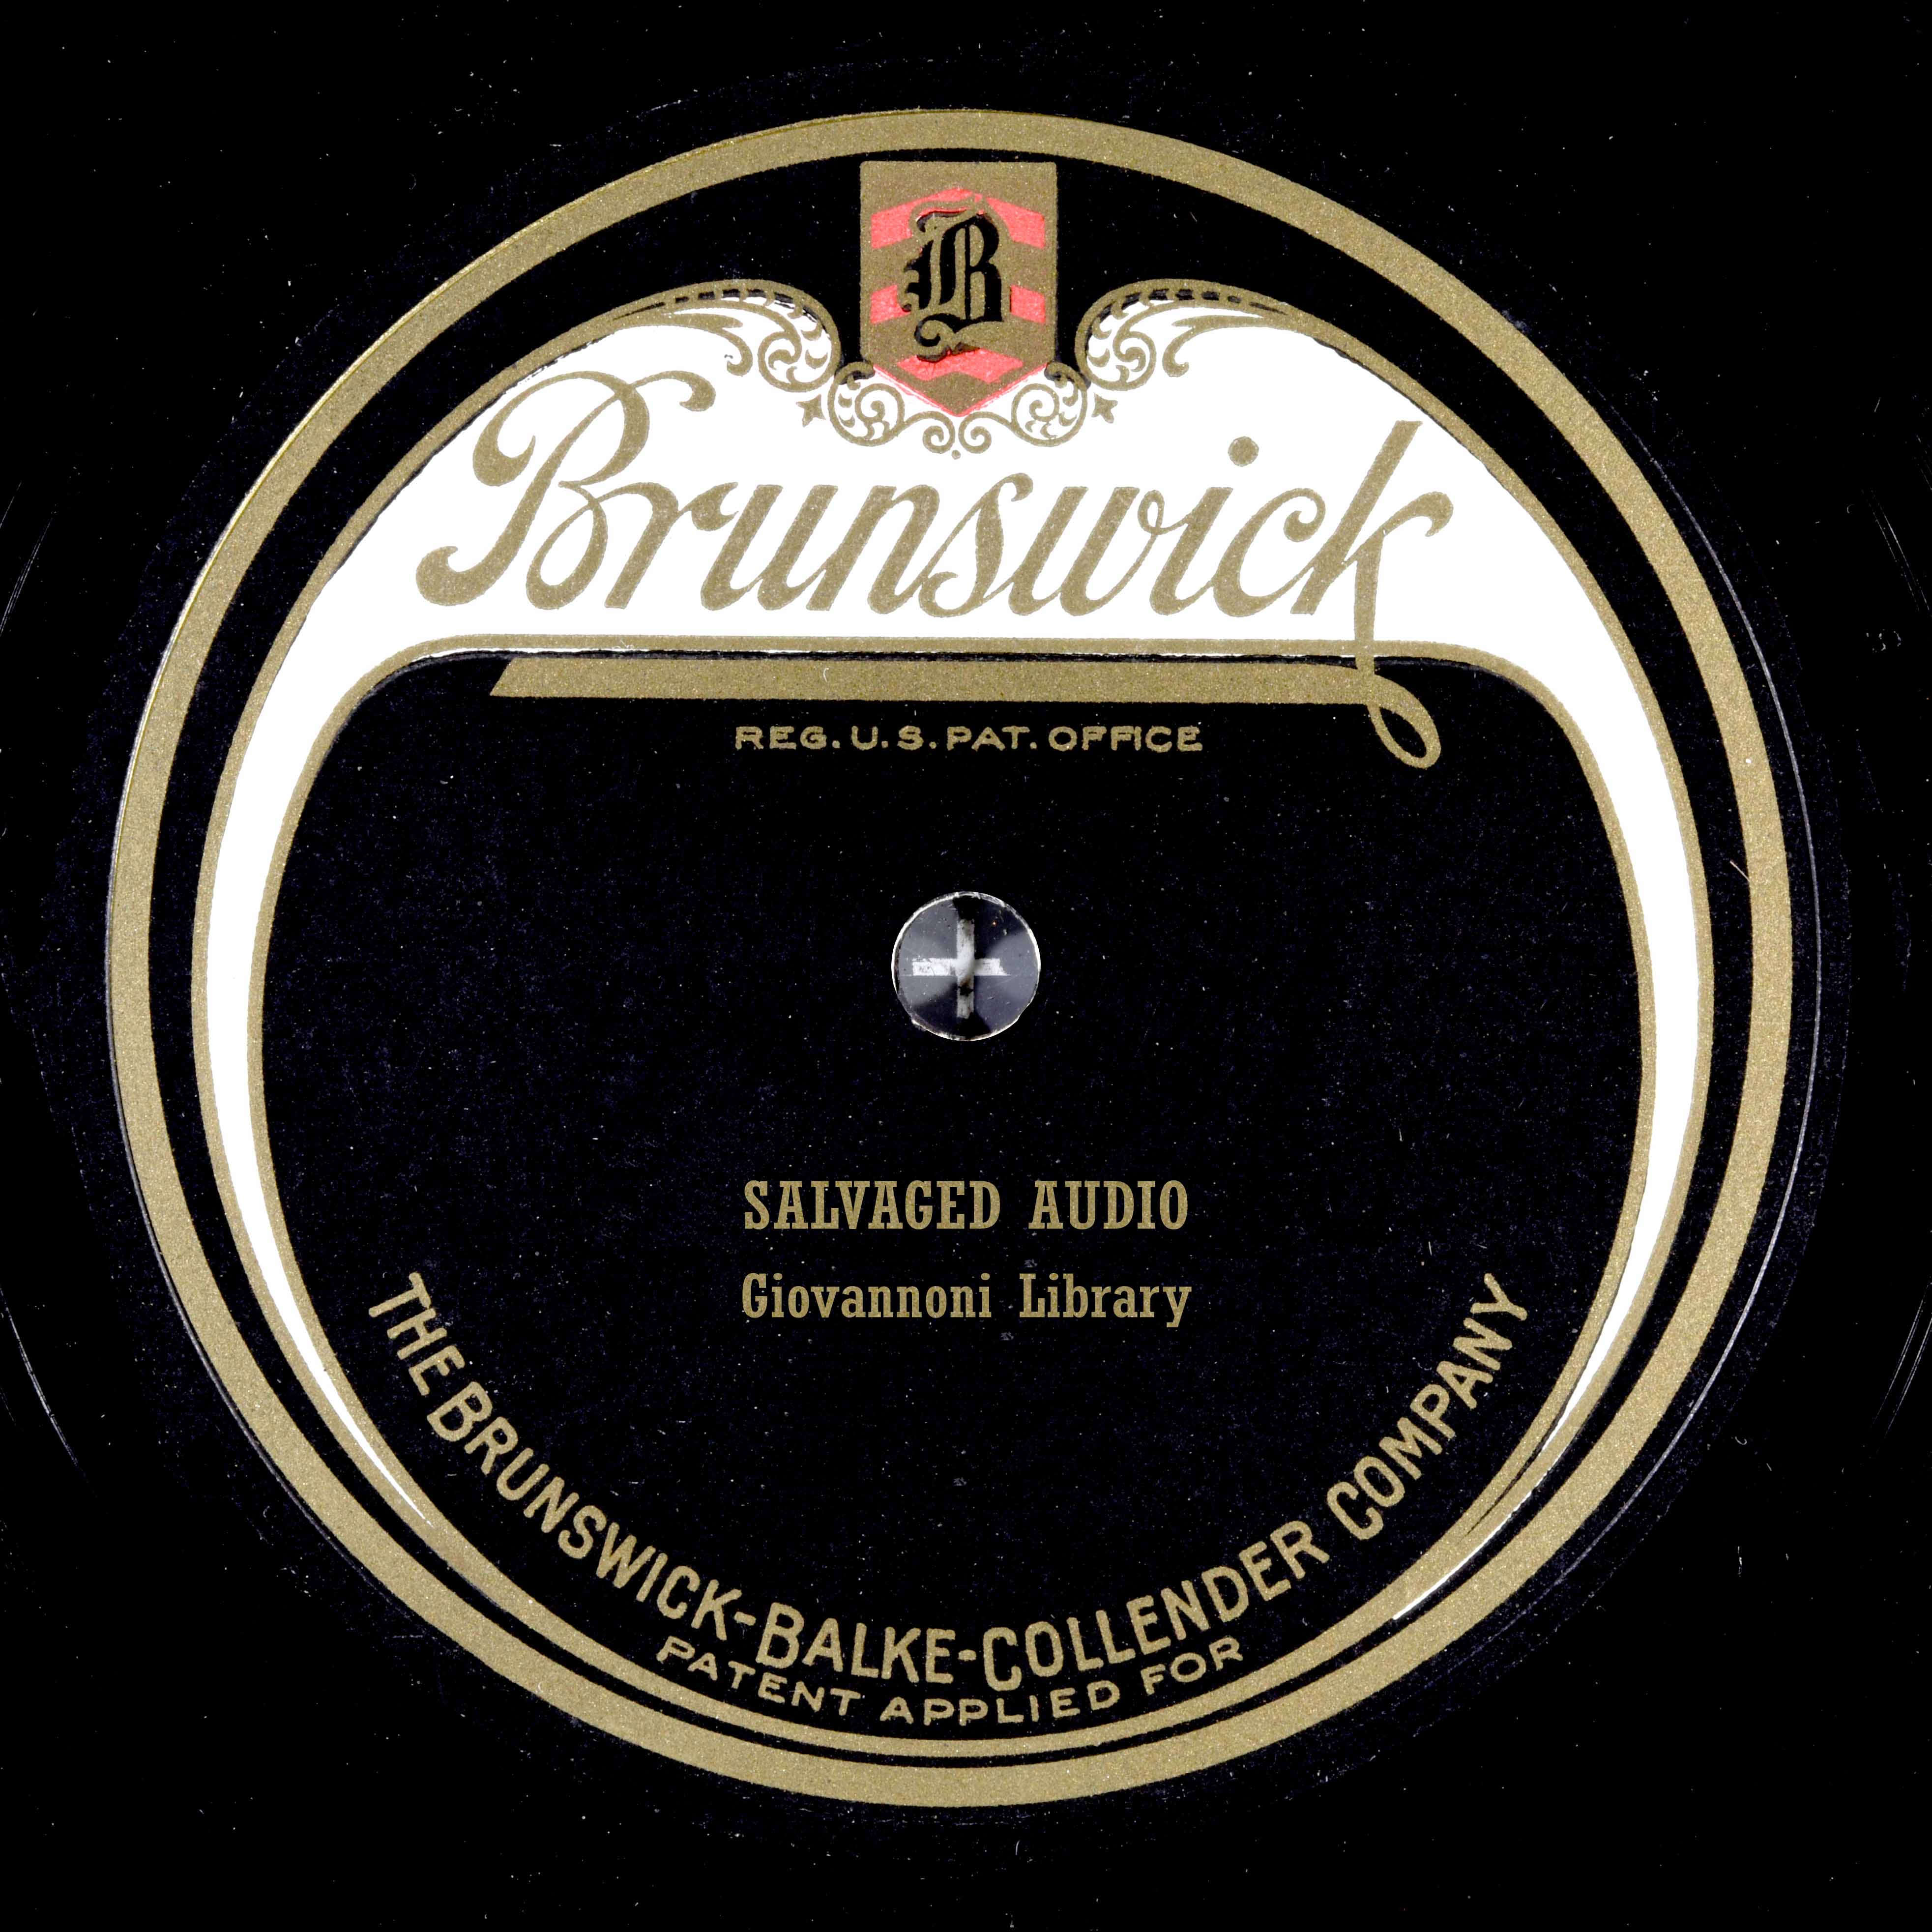 B
Brunswick
REG. U.S. PAT. OFFICE
SALVAGED AUDIO
Giovannoni Library
THE BRUNSWICK-BALKE-COLLENDER COMPANY
PATENT APPLIED FOR